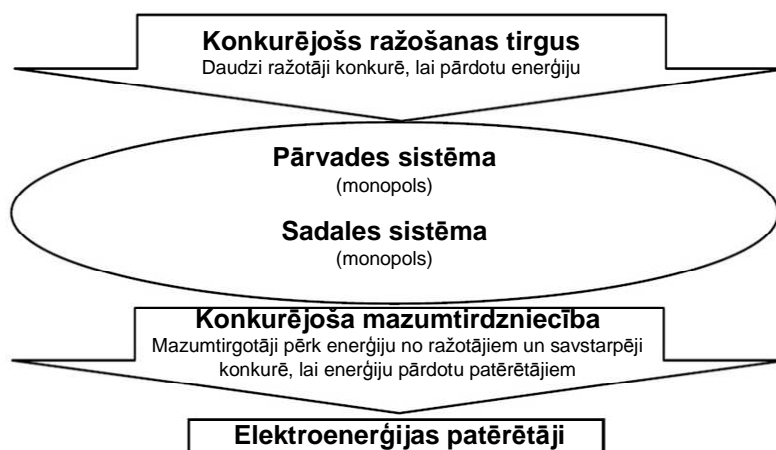 Konkurējošs ražošanas tirgus
Daudzi ražotāji konkurē, lai pārdotu enerģiju
Pārvades sistēma
(monopols)
Sadales sistēma
(monopols)
Konkurējoša mazumtirdzniecība
Mazumtirgotāji pērk enerģiju no ražotājiem un savstarpēji
konkurē, lai enerģiju pārdotu patērētājiem
Elektroenerģijas patērētāji